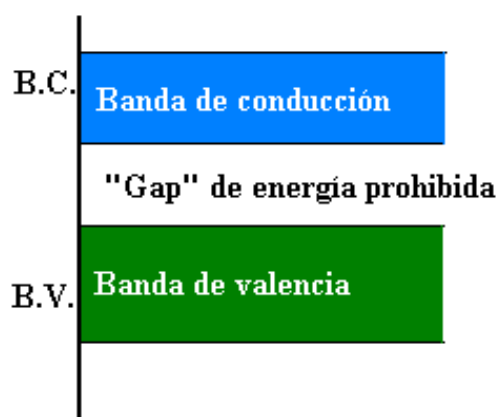 B.C.
Banda de conducción
"Gap" de energía prohibida
B.V.
Banda de valencia